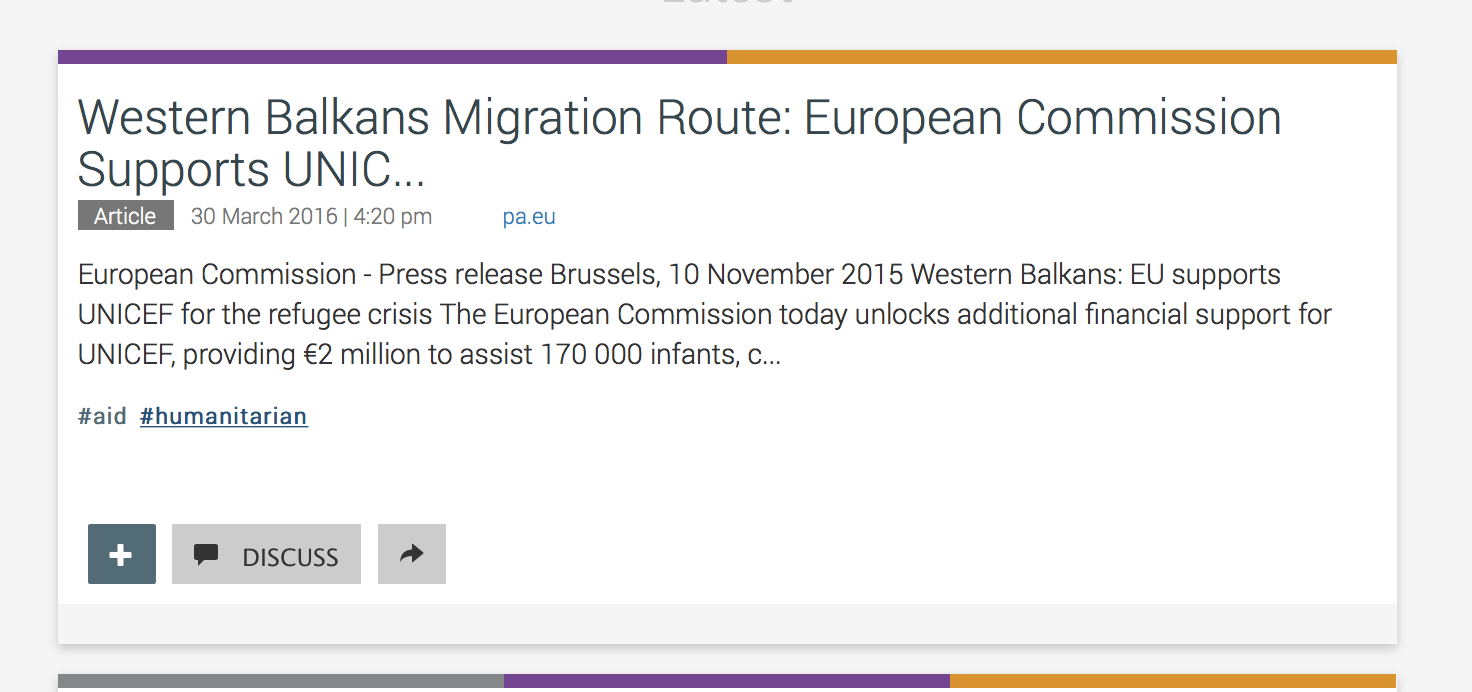 Western Balkans Migration Route: European Commission
Supports UNIC...
Article 30 March 2016 | 4:20 pm pa.eu
European Commission - Press release Brussels, 10 November 2015 Western Balkans: EU supports
UNICEF for the refugee crisis The European Commission today unlocks additional financial support for
UNICEF, providing €2 million to assist 170 000 infants, c...
#aid #humanitarian
DISCUSS